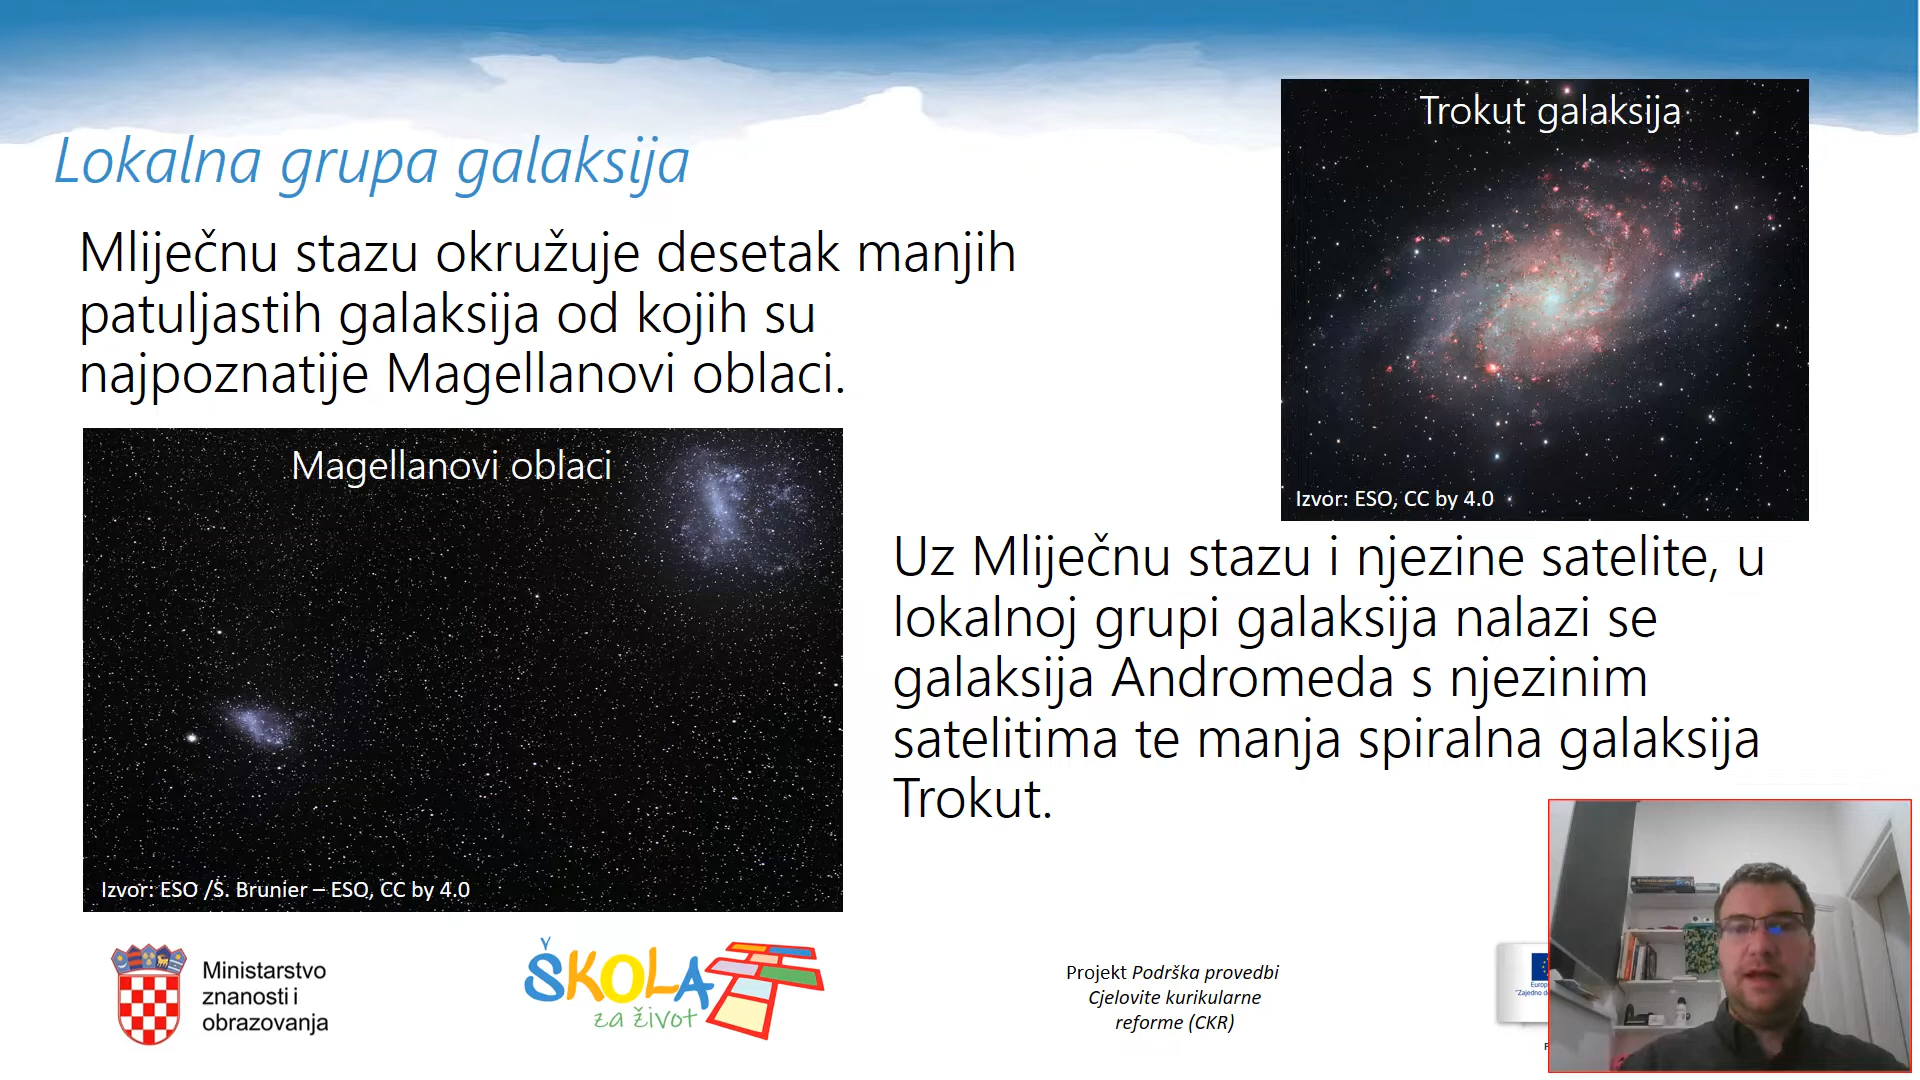 Lokalna grupa galaksija
Mliječnu stazu okružuje desetak manjih
patuljastih galaksija od kojih su
najpoznatije Magellanovi oblaci.
Trokut galaksija
Izvor: ESO, CC by 4.0
Magellanovi oblaci
Izvor: ESO /S. Brunier – ESO, CC by 4.0
Uz Mliječnu stazu i njezine satelite, u
lokalnoj grupi galaksija nalazi se
galaksija Andromeda s njezinim
satelitima te manja spiralna galaksija
Trokut.
Ministarstvo
znanosti i
obrazovanja
ŠKOLA
za život
Projekt Podrška provedbi
Cjelovite kurikularne
reforme (CKR)